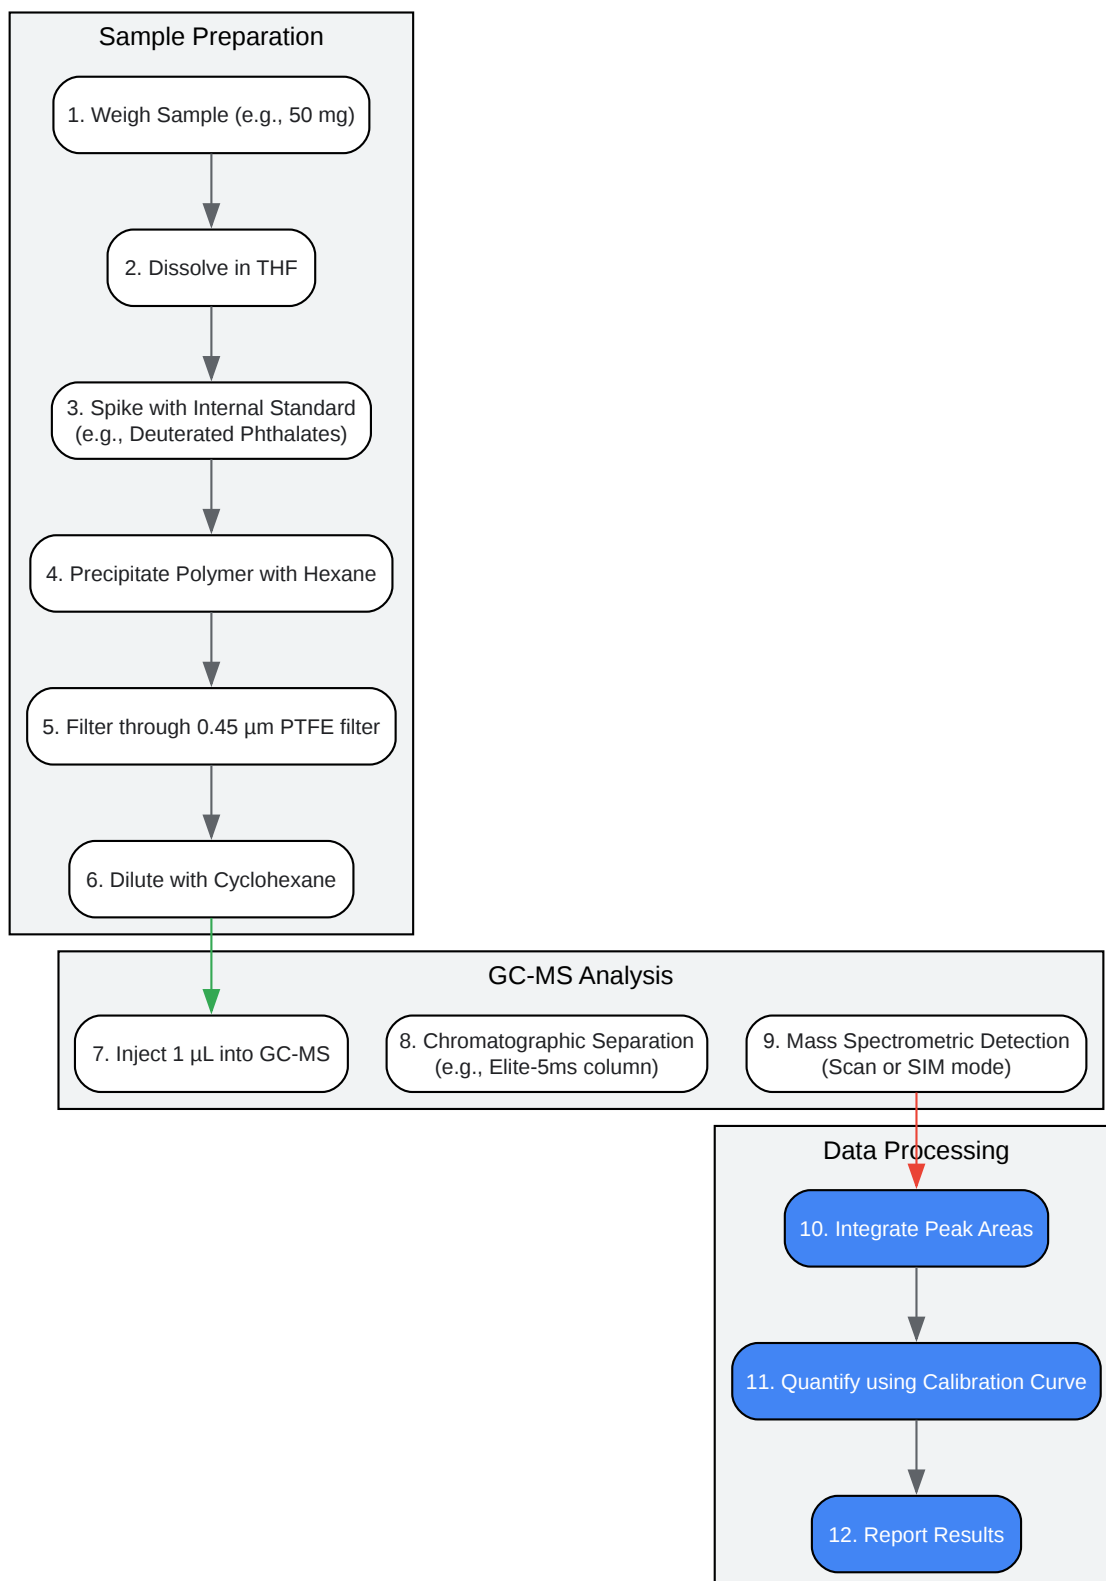 Sample Preparation
1. Weigh Sample (e.g., 50 mg)
2. Dissolve in THF
3. Spike with Internal Standard
(e.g., Deuterated Phthalates)
4. Precipitate Polymer with Hexane
5. Filter through 0.45 µm PTFE filter
6. Dilute with Cyclohexane
GC-MS Analysis
7. Inject 1 µL into GC-MS
8. Chromatographic Separation
(e.g., Elite-5ms column)
9. Mass Spectrometric Detection
(Scan or SIM mode)
Data Processing
10. Integrate Peak Areas
11. Quantify using Calibration Curve
12. Report Results